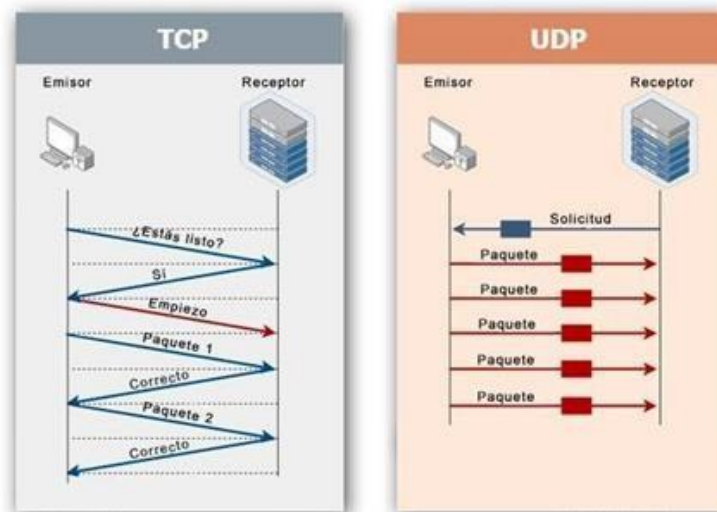 TCP
Emisor Receptor
¿Estás listo?
Sí
Empiezo
Paquete 1
Correcto
Paquete 2
Correcto
UDP
Emisor Receptor
Solicitud
Paquete
Paquete
Paquete
Paquete
Paquete